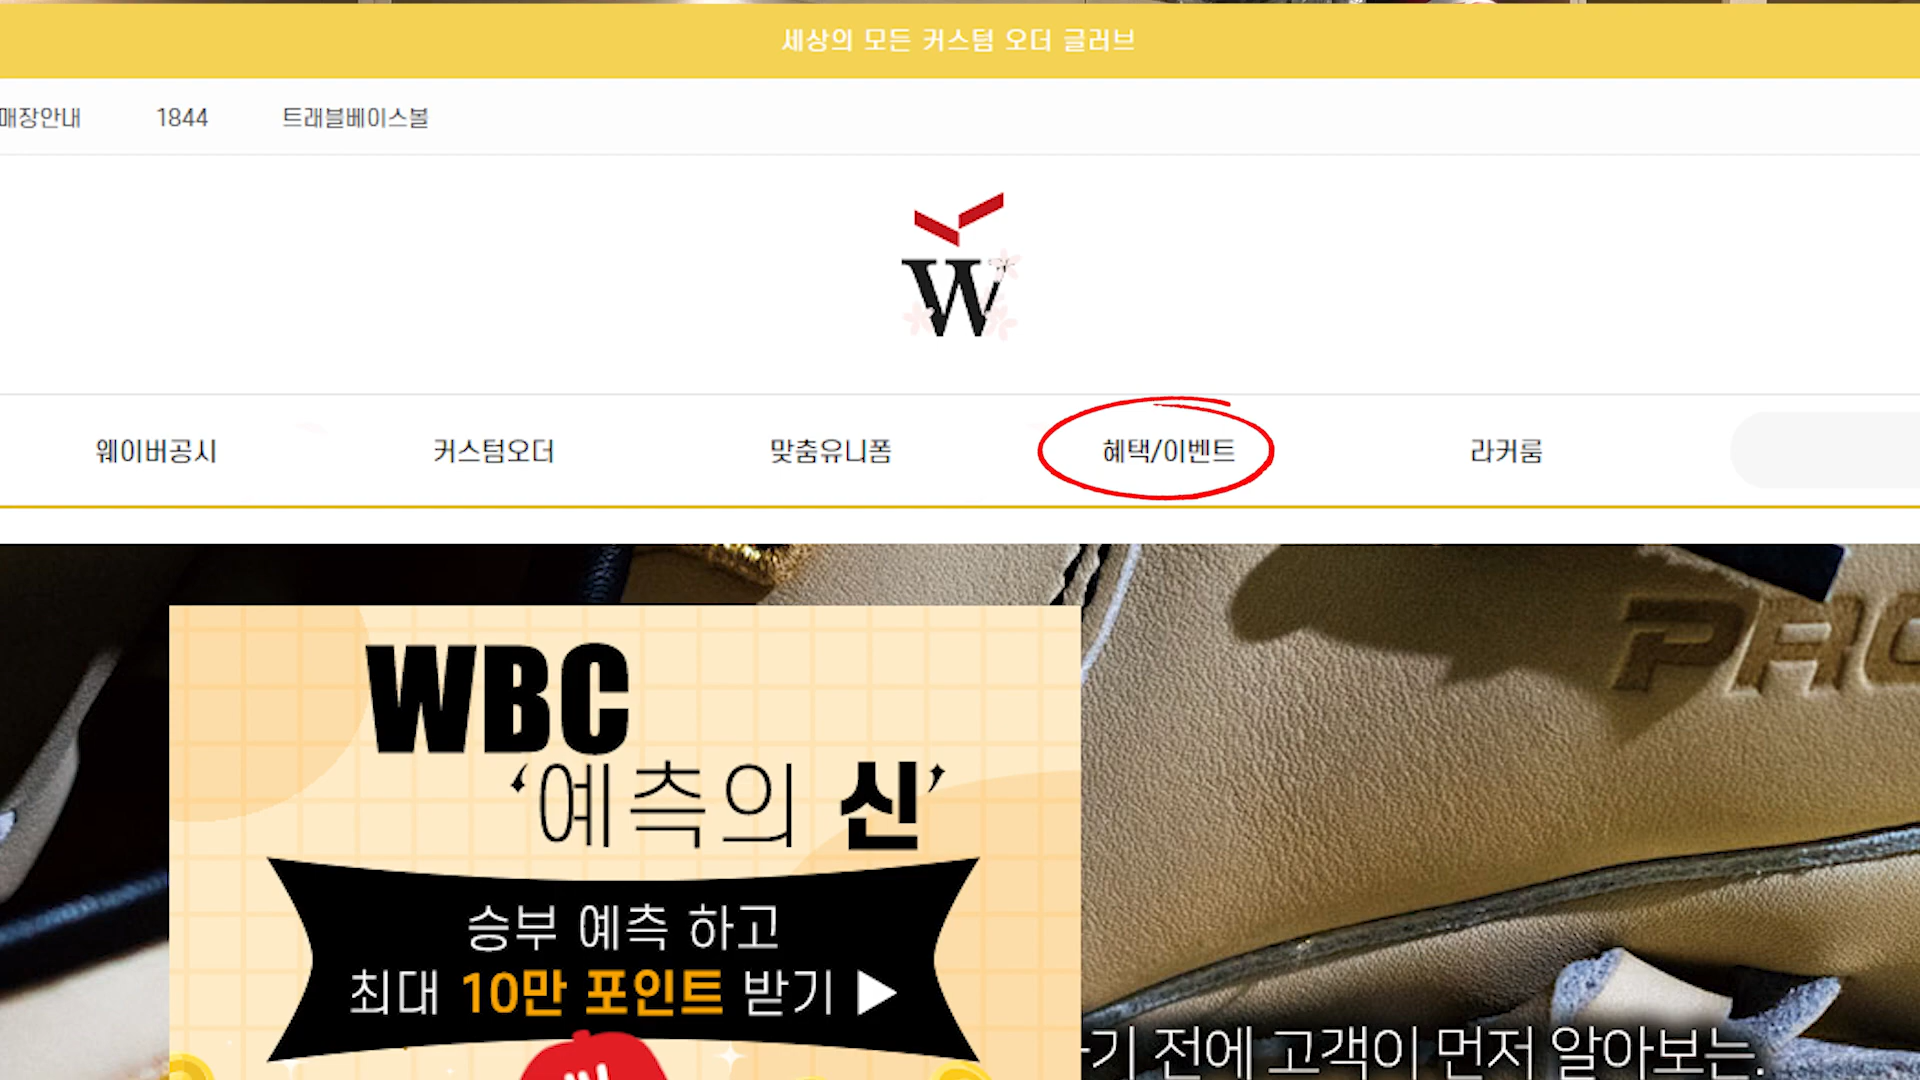 세상의 모든 커스텀 오더 글러브
매장안내 1844 트래블베이스볼
W
웨이버공시 커스텀오더 맞춤유니폼 혜택/이벤트 라커룸
WBC
‘예측의 신’
승부 예측 하고
최대 10만 포인트 받기 ▶
기 전에 고객이 먼저 알아보는.